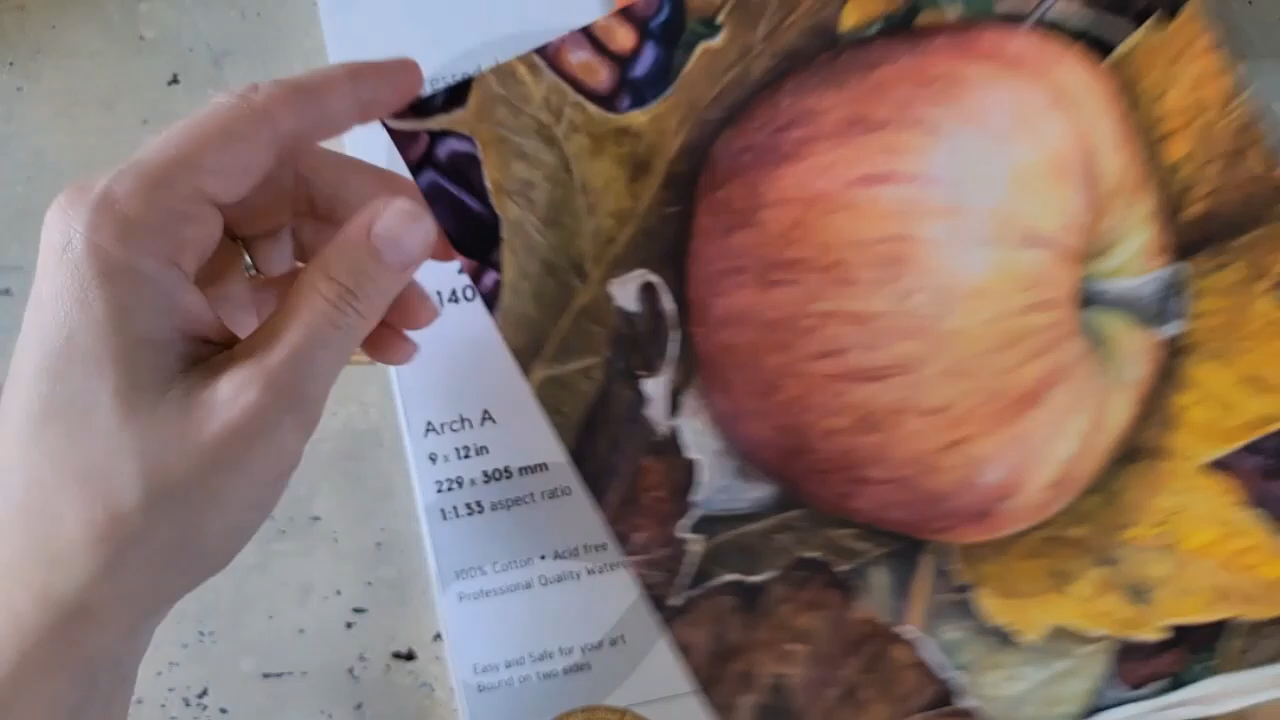 140
Arch A
9 x 12 in
229 x 305 mm
1:1.33 aspect ratio
100% Cotton • Acid free
Professional Quality
Easy and Safe for your art
bound on two sides